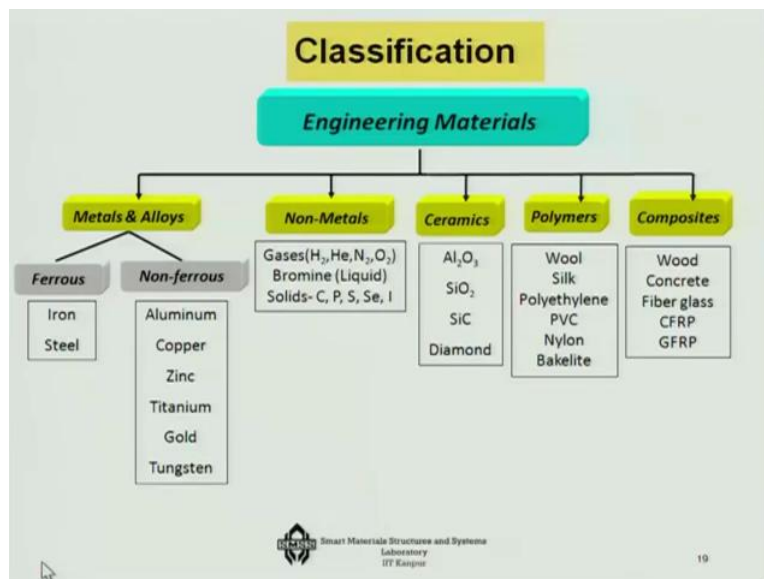 Classification
Engineering Materials
Metals & Alloys
Non-Metals
Ceramics
Polymers
Composites
Ferrous
Non-ferrous
Iron
Steel
Aluminum
Copper
Zinc
Titanium
Gold
Tungsten
Gases(H₂,He,N₂,O₂)
Bromine (Liquid)
Solids- C, P, S, Se, I
Al₂O₃
SiO₂
SiC
Diamond
Wool
Silk
Polyethylene
PVC
Nylon
Bakelite
Wood
Concrete
Fiber glass
CFRP
GFRP
SMSS
Smart Materials Structures and Systems
Laboratory
IIT Kanpur
19